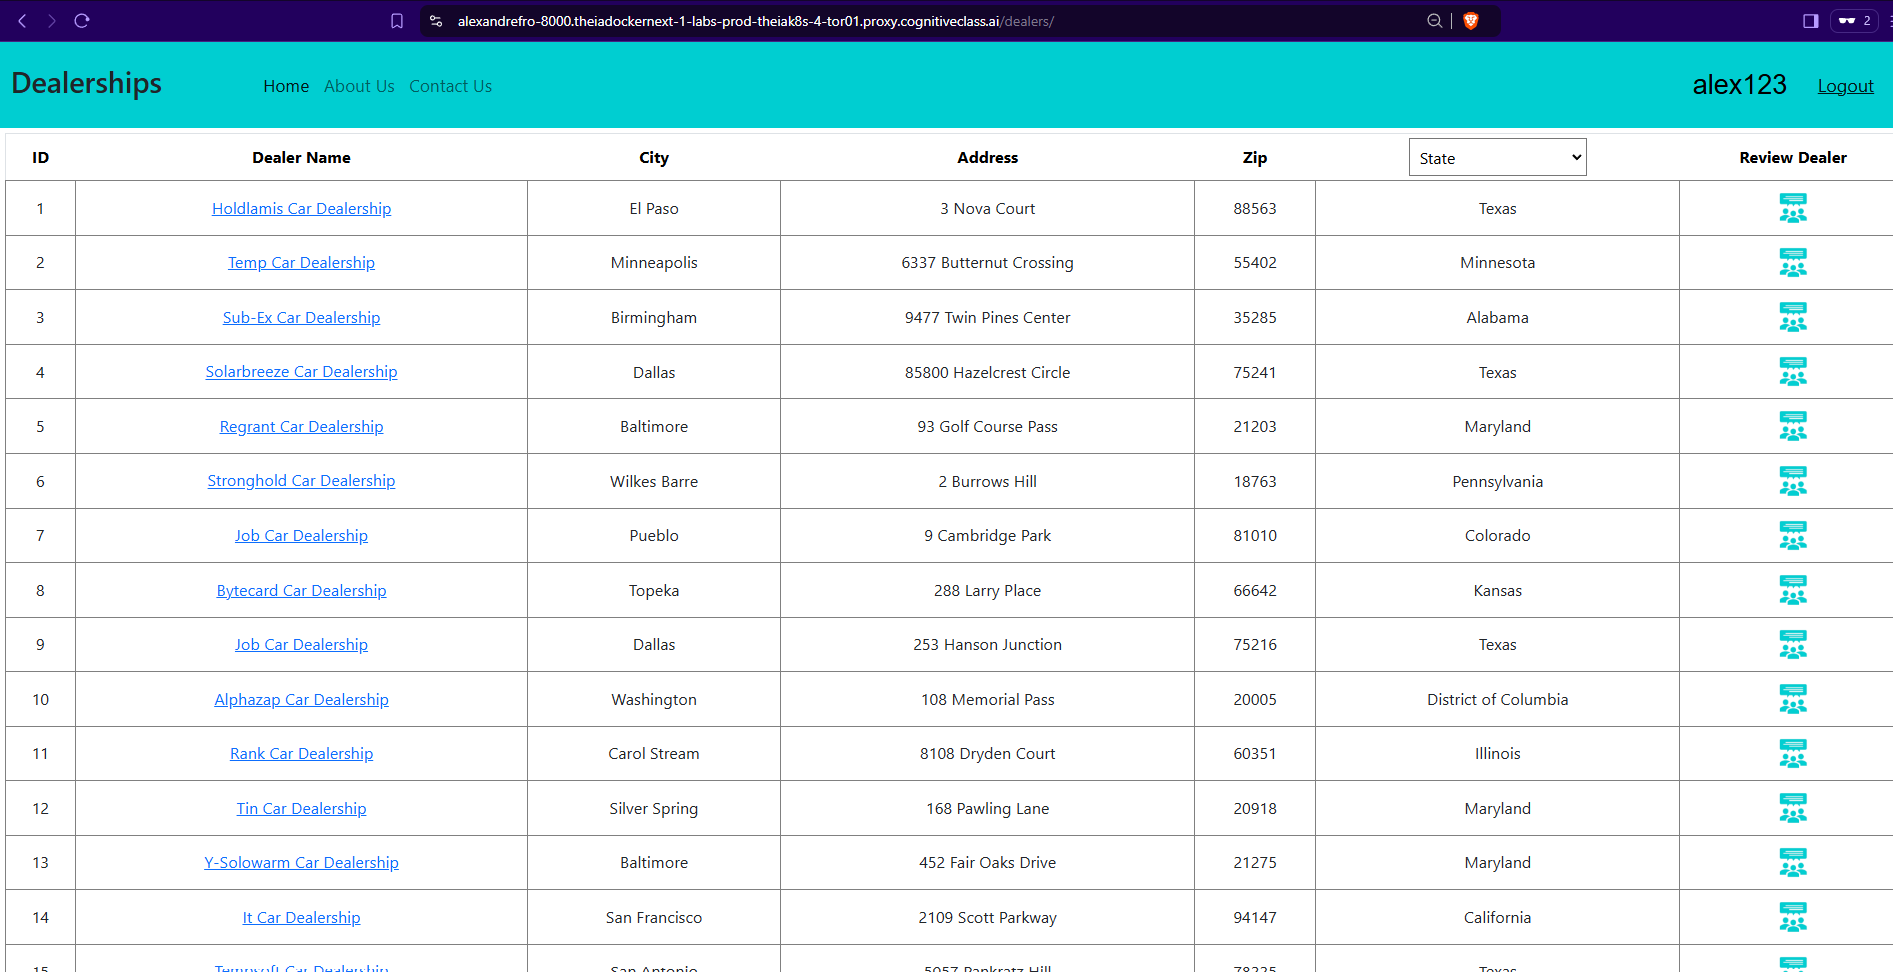 alexandrefro-8000.theiadockernext-1-labs-prod-theiak8s-4-tor01.proxy.cognitiveclass.ai/dealers/ 2
Dealerships Home About Us Contact Us alex123 Logout
ID Dealer Name City Address Zip State Review Dealer
1 Holdlamis Car Dealership El Paso 3 Nova Court 88563 Texas
2 Temp Car Dealership Minneapolis 6337 Butternut Crossing 55402 Minnesota
3 Sub-Ex Car Dealership Birmingham 9477 Twin Pines Center 35285 Alabama
4 Solarbreeze Car Dealership Dallas 85800 Hazelcrest Circle 75241 Texas
5 Regrant Car Dealership Baltimore 93 Golf Course Pass 21203 Maryland
6 Stronghold Car Dealership Wilkes Barre 2 Burrows Hill 18763 Pennsylvania
7 Job Car Dealership Pueblo 9 Cambridge Park 81010 Colorado
8 Bytecard Car Dealership Topeka 288 Larry Place 66642 Kansas
9 Job Car Dealership Dallas 253 Hanson Junction 75216 Texas
10 Alphazap Car Dealership Washington 108 Memorial Pass 20005 District of Columbia
11 Rank Car Dealership Carol Stream 8108 Dryden Court 60351 Illinois
12 Tin Car Dealership Silver Spring 168 Pawling Lane 20918 Maryland
13 Y-Solowarm Car Dealership Baltimore 452 Fair Oaks Drive 21275 Maryland
14 It Car Dealership San Francisco 2109 Scott Parkway 94147 California
15 Tempsoft Car Dealership San Antonio 5057 Pankratz Hill 78225 Texas